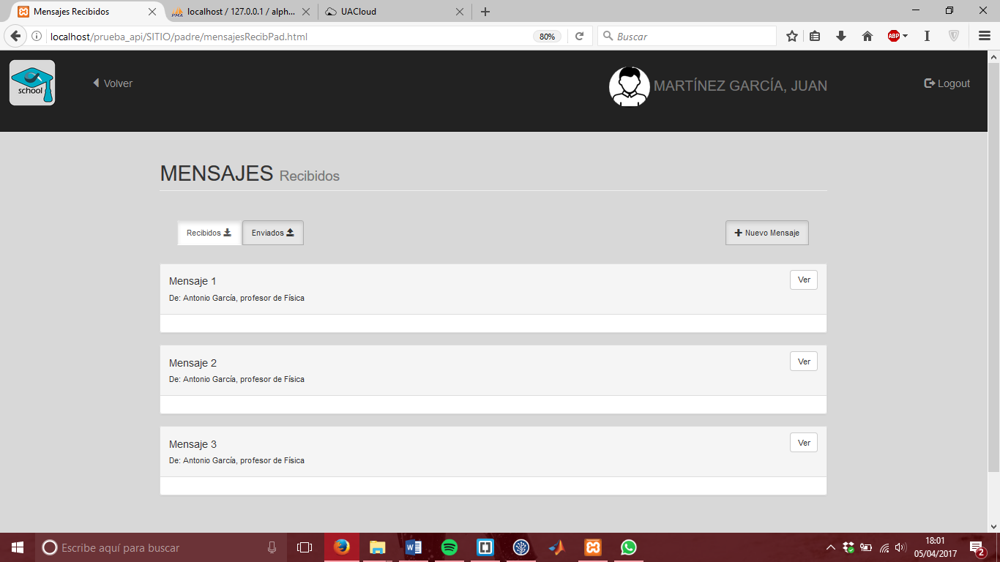 Mensajes Recibidos
localhost / 127.0.0.1 / alph...
UACloud
localhost/prueba_api/SITIO/padre/mensajesRecibPad.html
80%
Buscar
ABP
school
Volver
MARTÍNEZ GARCÍA, JUAN
Logout
MENSAJES Recibidos
Recibidos
Enviados
Nuevo Mensaje
Mensaje 1
Ver
De: Antonio García, profesor de Física
Mensaje 2
Ver
De: Antonio García, profesor de Física
Mensaje 3
Ver
De: Antonio García, profesor de Física
Escribe aquí para buscar
18:01
05/04/2017
2